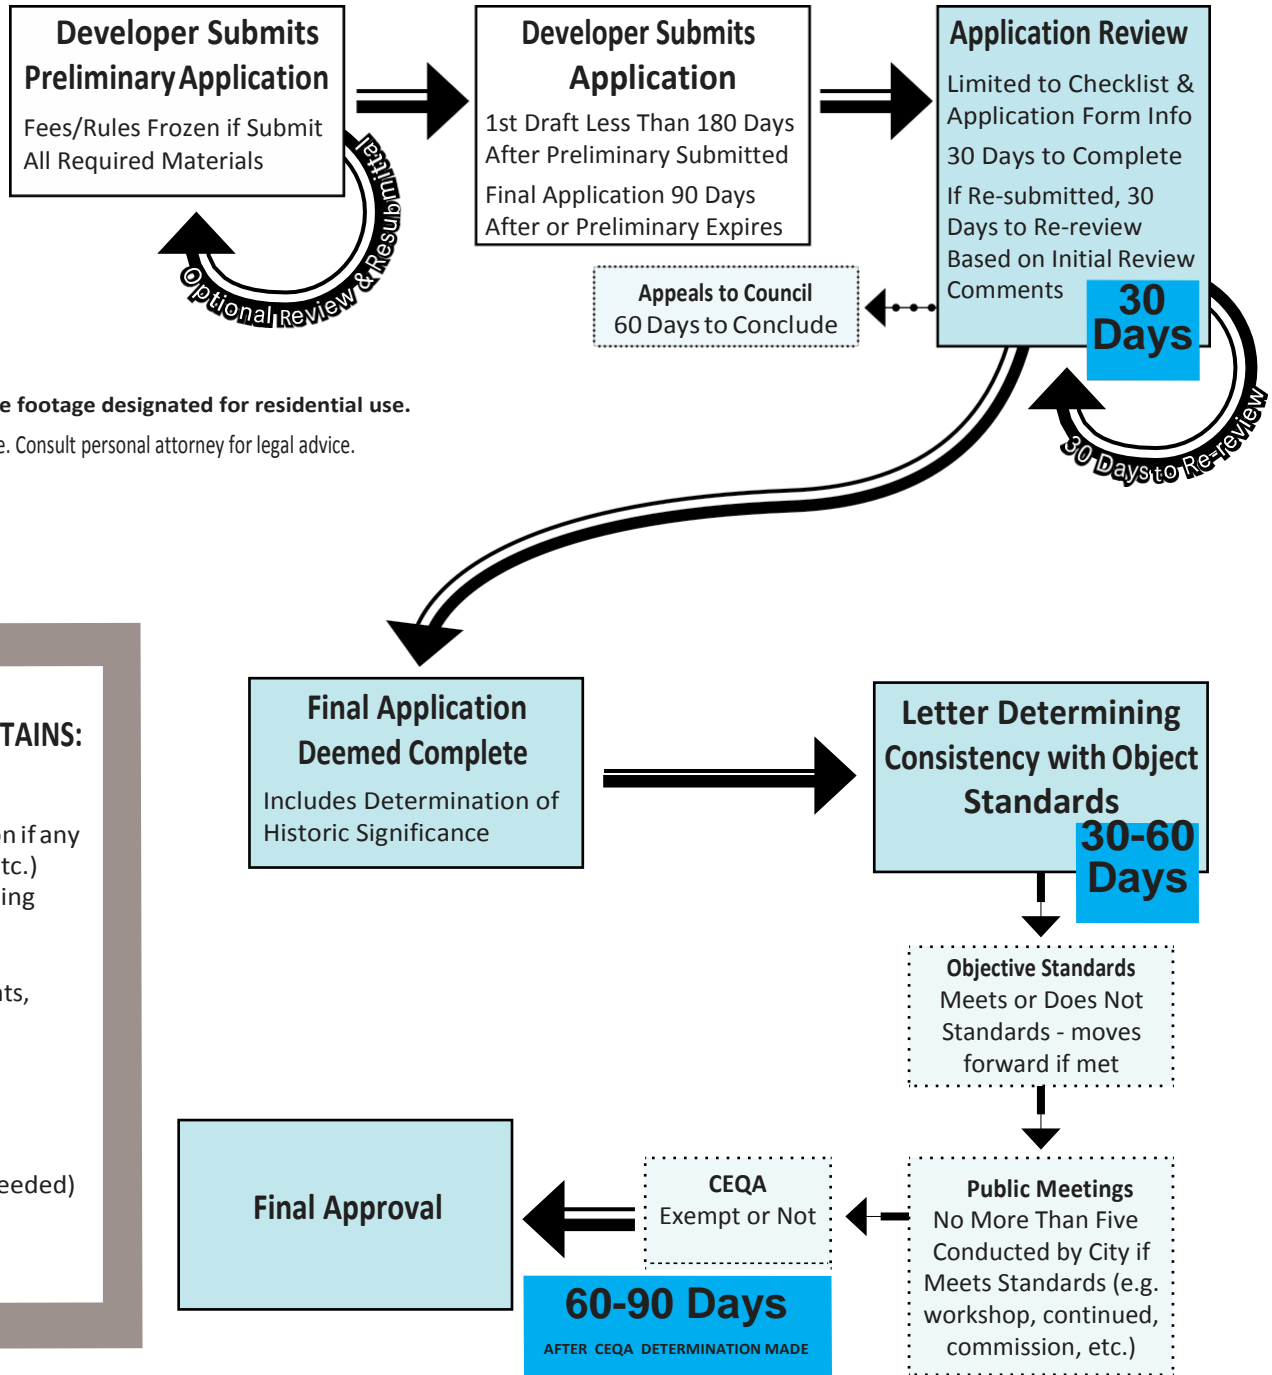 Developer Submits
Preliminary Application
Fees/Rules Frozen if Submit
All Required Materials
Optional Review & Resubmittal
Developer Submits
Application
1st Draft Less Than 180 Days
After Preliminary Submitted
Final Application 90 Days
After or Preliminary Expires
Application Review
Limited to Checklist &
Application Form Info
30 Days to Complete
If Re-submitted, 30
Days to Re-review
Based on Initial Review
Comments
30
Days
30 Days to Re-review
Appeals to Council
60 Days to Conclude
e footage designated for residential use.
e. Consult personal attorney for legal advice.
TAINS:
n if any
tc.)
ing
nts,
eeded)
Final Application
Deemed Complete
Includes Determination of
Historic Significance
Letter Determining
Consistency with Object
Standards
30-60
Days
Objective Standards
Meets or Does Not
Standards - moves
forward if met
Public Meetings
No More Than Five
Conducted by City if
Meets Standards (e.g.
workshop, continued,
commission, etc.)
CEQA
Exempt or Not
60-90 Days
AFTER CEQA DETERMINATION MADE
Final Approval